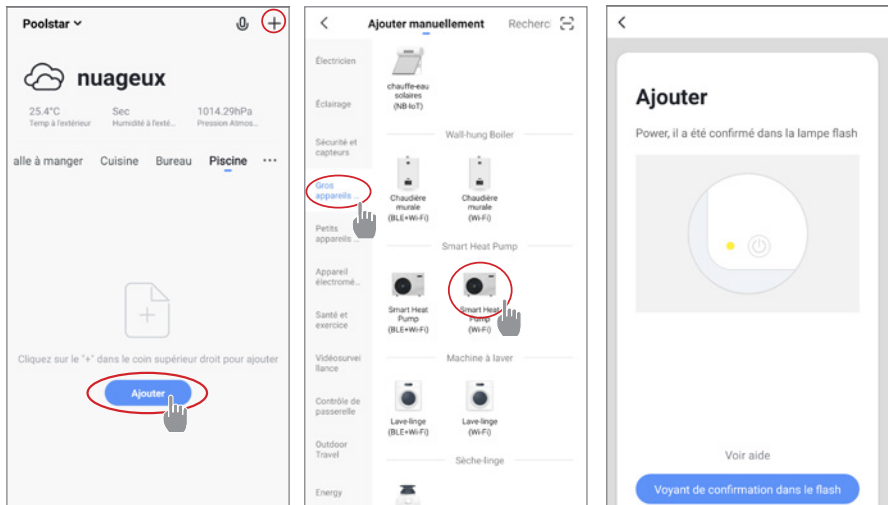 Poolstar
nuageux
25.4°C Sec 1014.29hPa
Temp à l'extérieur Humidité à l'exté... Pression Atmos...
alle à manger Cuisine Bureau Piscine ...
Cliquez sur le "+" dans le coin supérieur droit pour ajouter
Ajouter
Ajouter manuellement Recherc
Électricien
Éclairage
Sécurité et
capteurs
Gros
appareils ...
Petits
appareils ...
Appareil
électromé...
Santé et
exercice
Vidéosurvei
llance
Contrôle de
passerelle
Outdoor
Travel
Energy
chauffe-eau
solaires
(NB-IoT)
Wall-hung Boiler
Chaudière
murale
(BLE+Wi-Fi)
Chaudière
murale
(Wi-Fi)
Smart Heat Pump
Smart Heat
Pump
(BLE+Wi-Fi)
Smart Heat
Pump
(Wi-Fi)
Machine à laver
Lave-linge
(BLE+Wi-Fi)
Lave-linge
(Wi-Fi)
Sèche-linge
Ajouter
Power, il a été confirmé dans la lampe flash
Voir aide
Voyant de confirmation dans le flash